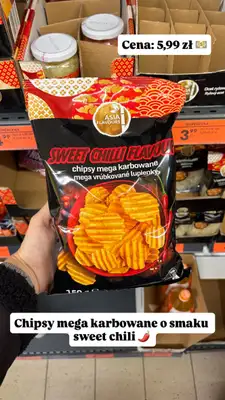 Cena: 5,99 zł 💵
ASIA
FLAVOURS
SWEET CHILLI FLAVOUR
chipsy mega karbowane
mega vrúbkované lupienky
Chipsy mega karbowane o smaku
sweet chili 🌶️